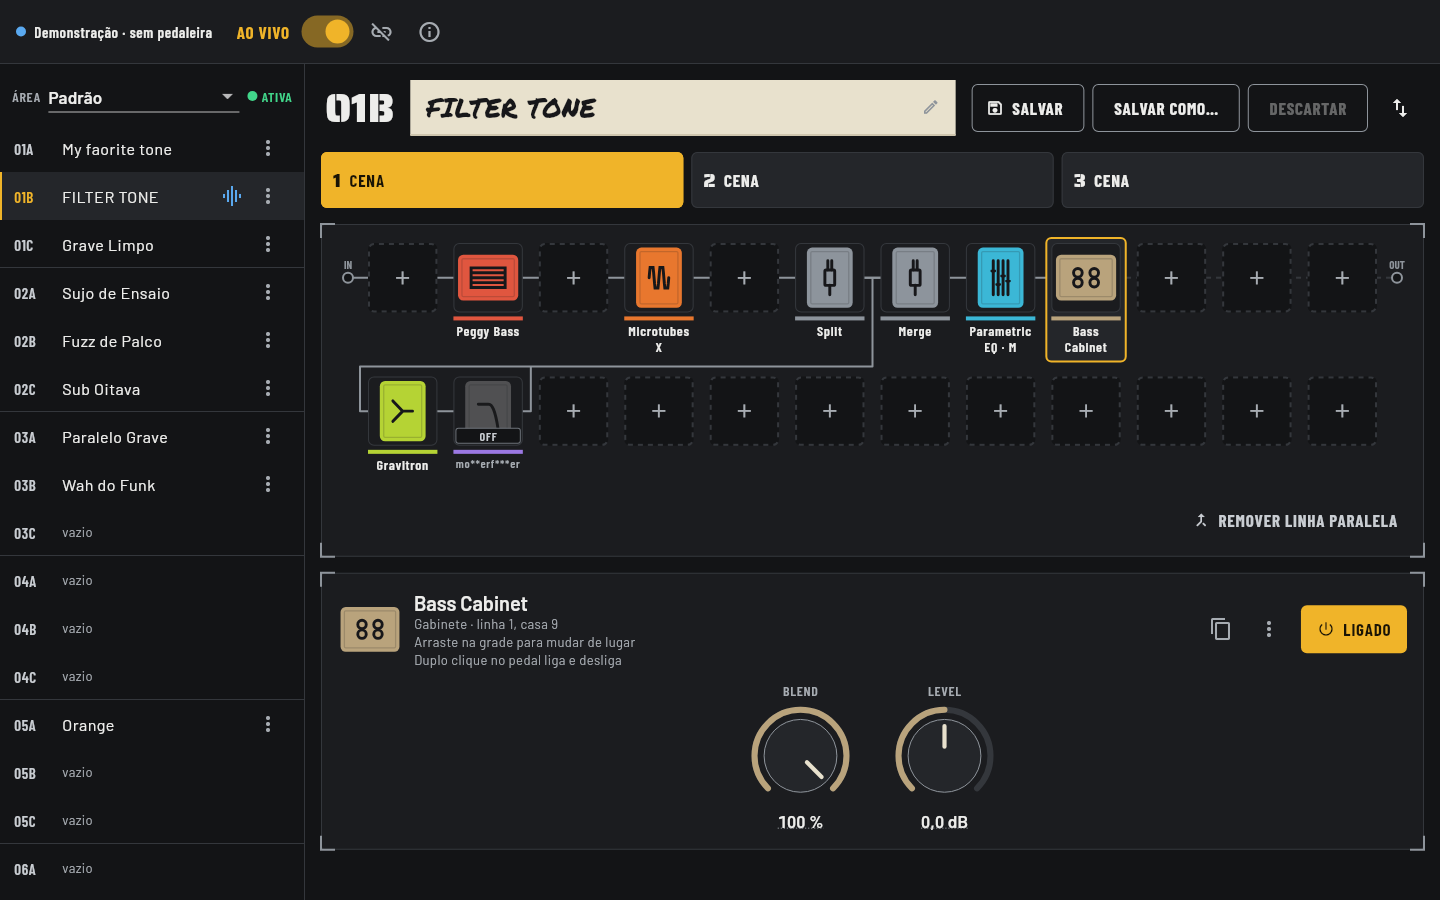 Demonstração · sem pedaleira
AO VIVO
ÁREA Padrão ATIVA
01A My faorite tone
01B FILTER TONE
01C Grave Limpo
02A Sujo de Ensaio
02B Fuzz de Palco
02C Sub Oitava
03A Paralelo Grave
03B Wah do Funk
03C vazio
04A vazio
04B vazio
04C vazio
05A Orange
05B vazio
05C vazio
06A vazio
01B FILTER TONE
SALVAR
SALVAR COMO...
DESCARTAR
1 CENA
2 CENA
3 CENA
IN
OUT
Peggy Bass
Microtubes
X
Split
Merge
Parametric
EQ · M
Bass
Cabinet
OFF
Gravitron
mo**erf***er
REMOVER LINHA PARALELA
Bass Cabinet
Gabinete · linha 1, casa 9
Arraste na grade para mudar de lugar
Duplo clique no pedal liga e desliga
LIGADO
BLEND
LEVEL
100 %
0,0 dB